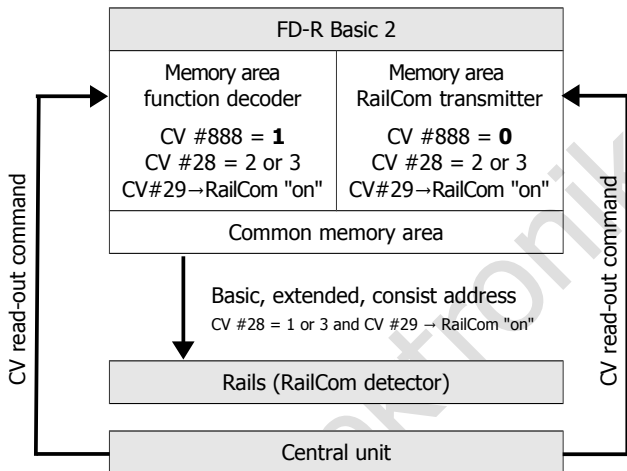 FD-R Basic 2
Memory area
function decoder
CV #888 = 1
CV #28 = 2 or 3
CV#29→RailCom "on"
Memory area
RailCom transmitter
CV #888 = 0
CV #28 = 2 or 3
CV#29→RailCom "on"
Common memory area
CV read-out command
CV read-out command
Basic, extended, consist address
CV #28 = 1 or 3 and CV #29 → RailCom "on"
Rails (RailCom detector)
Central unit
ktronik